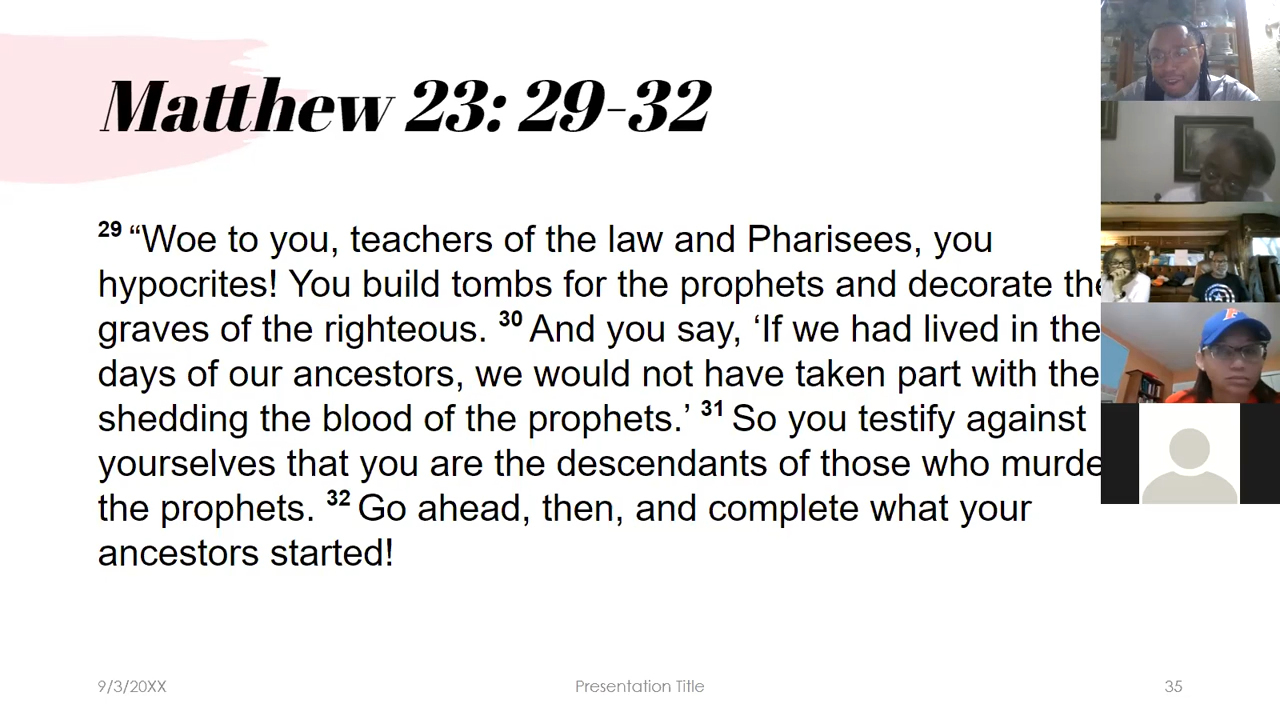 Matthew 23: 29-32
29 “Woe to you, teachers of the law and Pharisees, you
hypocrites! You build tombs for the prophets and decorate the
graves of the righteous. 30 And you say, ‘If we had lived in the
days of our ancestors, we would not have taken part with the
shedding the blood of the prophets.’ 31 So you testify against
yourselves that you are the descendants of those who murde
the prophets. 32 Go ahead, then, and complete what your
ancestors started!
9/3/20XX
Presentation Title
35